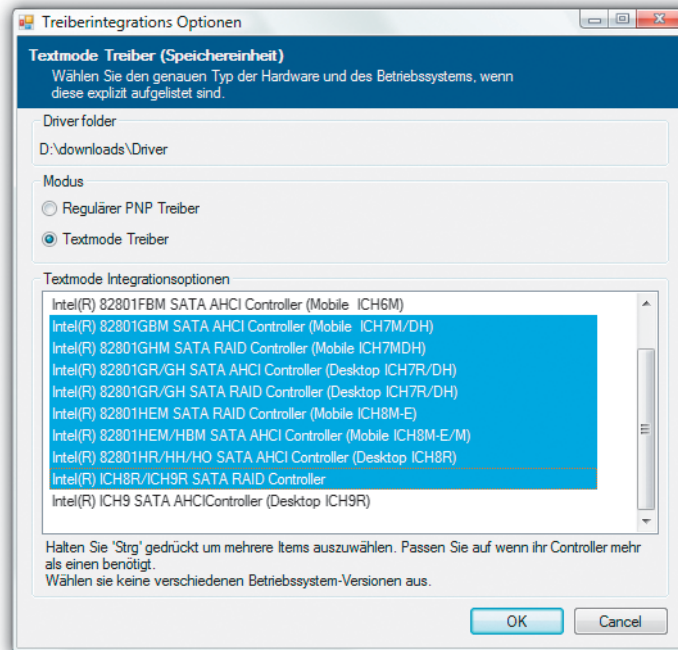 Treiberintegrations Optionen
Textmode Treiber (Speichereinheit)
Wählen Sie den genauen Typ der Hardware und des Betriebssystems, wenn
diese explizit aufgelistet sind.
Driver folder
D:\downloads\Driver
Modus
Regulärer PNP Treiber
Textmode Treiber
Textmode Integrationsoptionen
Intel(R) 82801FBM SATA AHCI Controller (Mobile ICH6M)
Intel(R) 82801GBM SATA AHCI Controller (Mobile ICH7M/DH)
Intel(R) 82801GHM SATA RAID Controller (Mobile ICH7MDH)
Intel(R) 82801GR/GH SATA AHCI Controller (Desktop ICH7R/DH)
Intel(R) 82801GR/GH SATA RAID Controller (Desktop ICH7R/DH)
Intel(R) 82801HEM SATA RAID Controller (Mobile ICH8M-E)
Intel(R) 82801HEM/HBM SATA AHCI Controller (Mobile ICH8M-E/M)
Intel(R) 82801HR/HH/HO SATA AHCI Controller (Desktop ICH8R)
Intel(R) ICH8R/ICH9R SATA RAID Controller
Intel(R) ICH9 SATA AHCIController (Desktop ICH9R)
Halten Sie 'Strg' gedrückt um mehrere Items auszuwählen. Passen Sie auf wenn ihr Controller mehr
als einen benötigt.
Wählen sie keine verschiedenen Betriebssystem-Versionen aus.
OK
Cancel